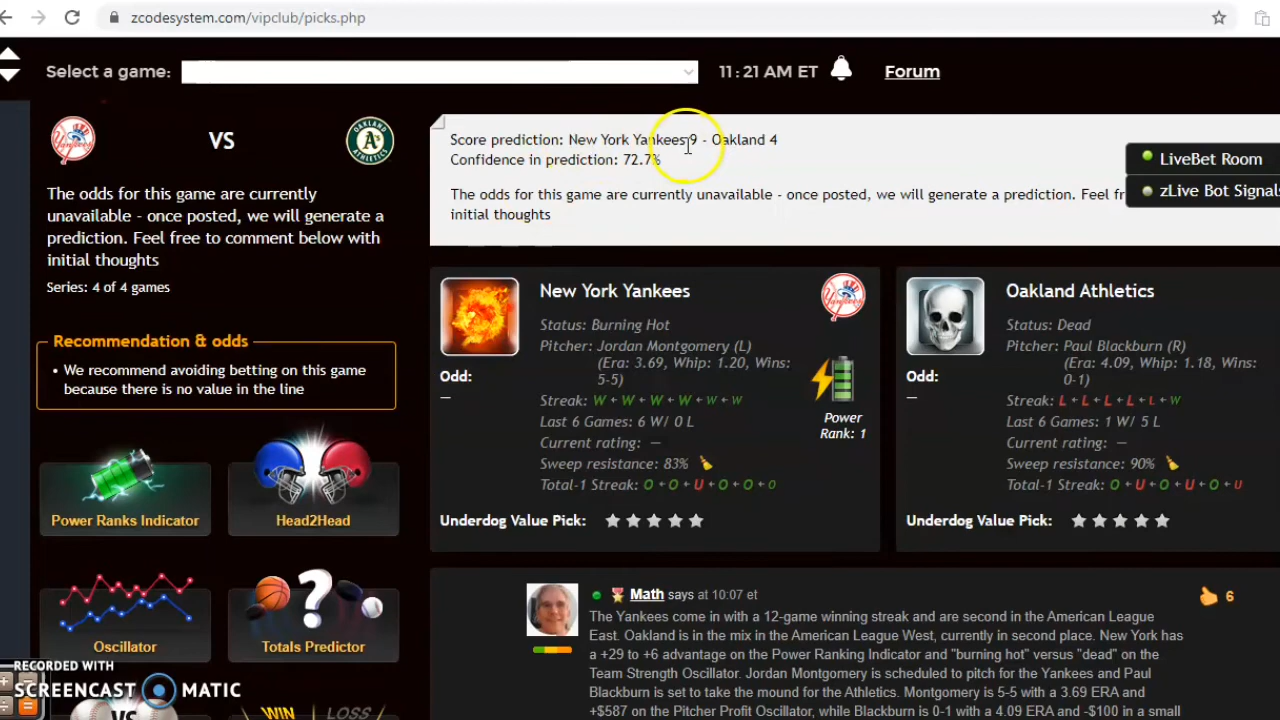 zcodesystem.com/vipclub/picks.php
Select a game:
11:21 AM ET
Forum
VS
The odds for this game are currently
unavailable - once posted, we will generate a
prediction. Feel free to comment below with
initial thoughts
Series: 4 of 4 games
Recommendation & odds
• We recommend avoiding betting on this game
because there is no value in the line
Power Ranks Indicator
Head2Head
Oscillator
Totals Predictor
VS
WIN
LOSS
Score prediction: New York Yankees 9 - Oakland 4
Confidence in prediction: 72.7%
The odds for this game are currently unavailable - once posted, we will generate a prediction. Feel fr
initial thoughts
LiveBet Room
zLive Bot Signals
New York Yankees
Yankees
Status: Burning Hot
Pitcher: Jordan Montgomery (L)
(Era: 3.69, Whip: 1.20, Wins:
5-5)
Odd:
—
Streak: W ← W ← W ← W ← W ← W
Last 6 Games: 6 W/ 0 L
Current rating: —
Sweep resistance: 83%
Total-1 Streak: O ← O ← U ← O ← O ← O
Power
Rank: 1
Underdog Value Pick:
Oakland Athletics
Status: Dead
Pitcher: Paul Blackburn (R)
(Era: 4.09, Whip: 1.18, Wins:
0-1)
Odd:
—
Streak: L ← L ← L ← L ← L ← W
Last 6 Games: 1 W/ 5 L
Current rating: —
Sweep resistance: 90%
Total-1 Streak: O ← U ← O ← U ← O ← U
Underdog Value Pick:
Math says at 10:07 et
6
The Yankees come in with a 12-game winning streak and are second in the American League
East. Oakland is in the mix in the American League West, currently in second place. New York has
a +29 to +6 advantage on the Power Ranking Indicator and "burning hot" versus "dead" on the
Team Strength Oscillator. Jordan Montgomery is scheduled to pitch for the Yankees and Paul
Blackburn is set to take the mound for the Athletics. Montgomery is 5-5 with a 3.69 ERA and
+$587 on the Pitcher Profit Oscillator, while Blackburn is 0-1 with a 4.09 ERA and -$100 in a small
RECORDED WITH
SCREENCAST MATIC